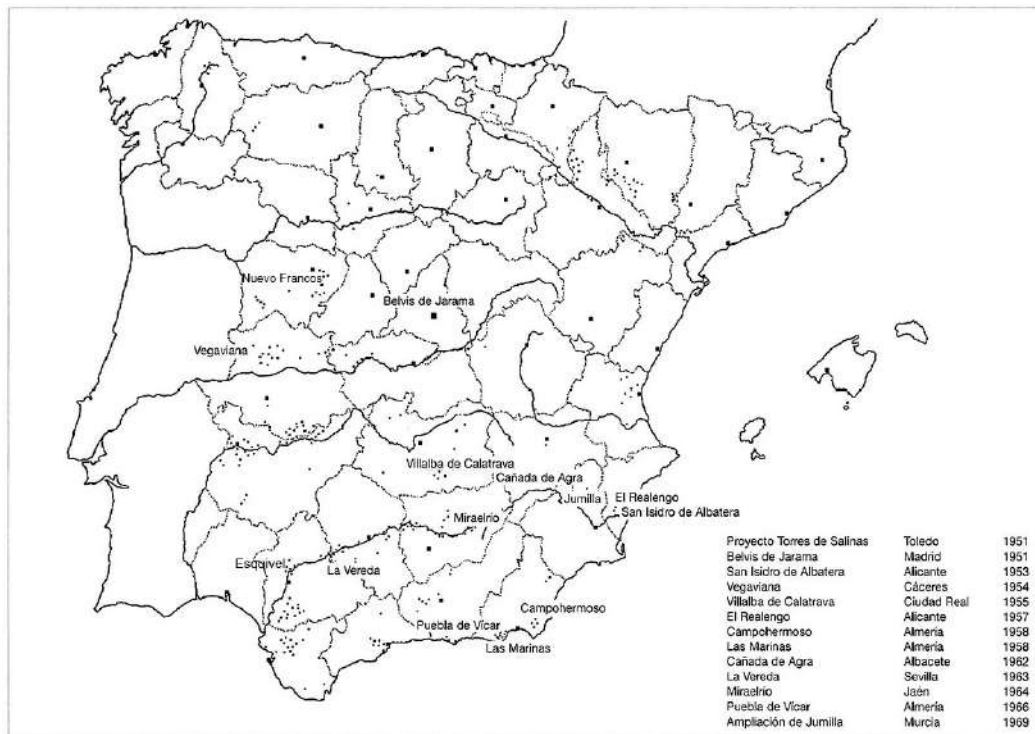 Nuevo Francos
Belvis de Jarama
Vegaviana
Villalba de Calatrava
Cañada de Agra
Jumilla
El Realengo
San Isidro de Albatera
Miraelrío
Esquivel
La Vereda
Campohermoso
Puebla de Vícar
Las Marinas
Proyecto Torres de Salinas Toledo 1951
Belvis de Jarama Madrid 1951
San Isidro de Albatera Alicante 1953
Vegaviana Cáceres 1954
Villalba de Calatrava Ciudad Real 1955
El Realengo Alicante 1957
Campohermoso Almería 1958
Las Marinas Almería 1958
Cañada de Agra Albacete 1962
La Vereda Sevilla 1963
Miraelrío Jaén 1964
Puebla de Vícar Almería 1966
Ampliación de Jumilla Murcia 1969